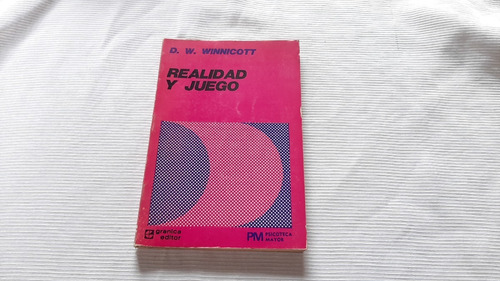 D. W. WINNICOTT
REALIDAD
Y JUEGO
granica
editor
PM PSICOTECA
MAYOR